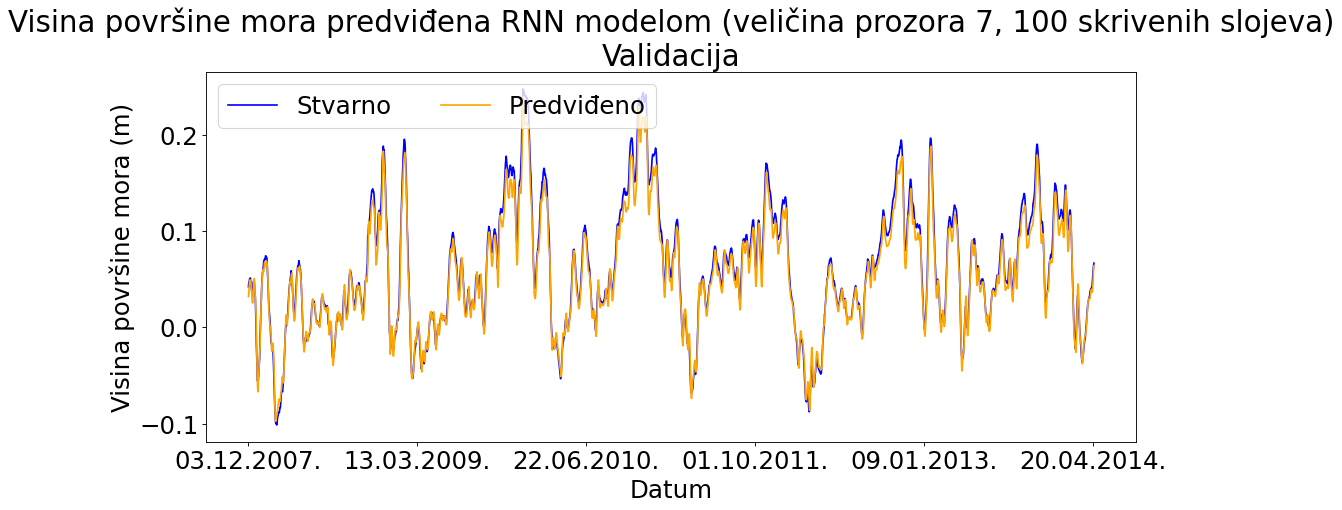 Visina površine mora predviđena RNN modelom (veličina prozora 7, 100 skrivenih slojeva)
Validacija
Stvarno Predviđeno
Visina površine mora (m)
0.2
0.1
0.0
−0.1
03.12.2007. 13.03.2009. 22.06.2010. 01.10.2011. 09.01.2013. 20.04.2014.
Datum